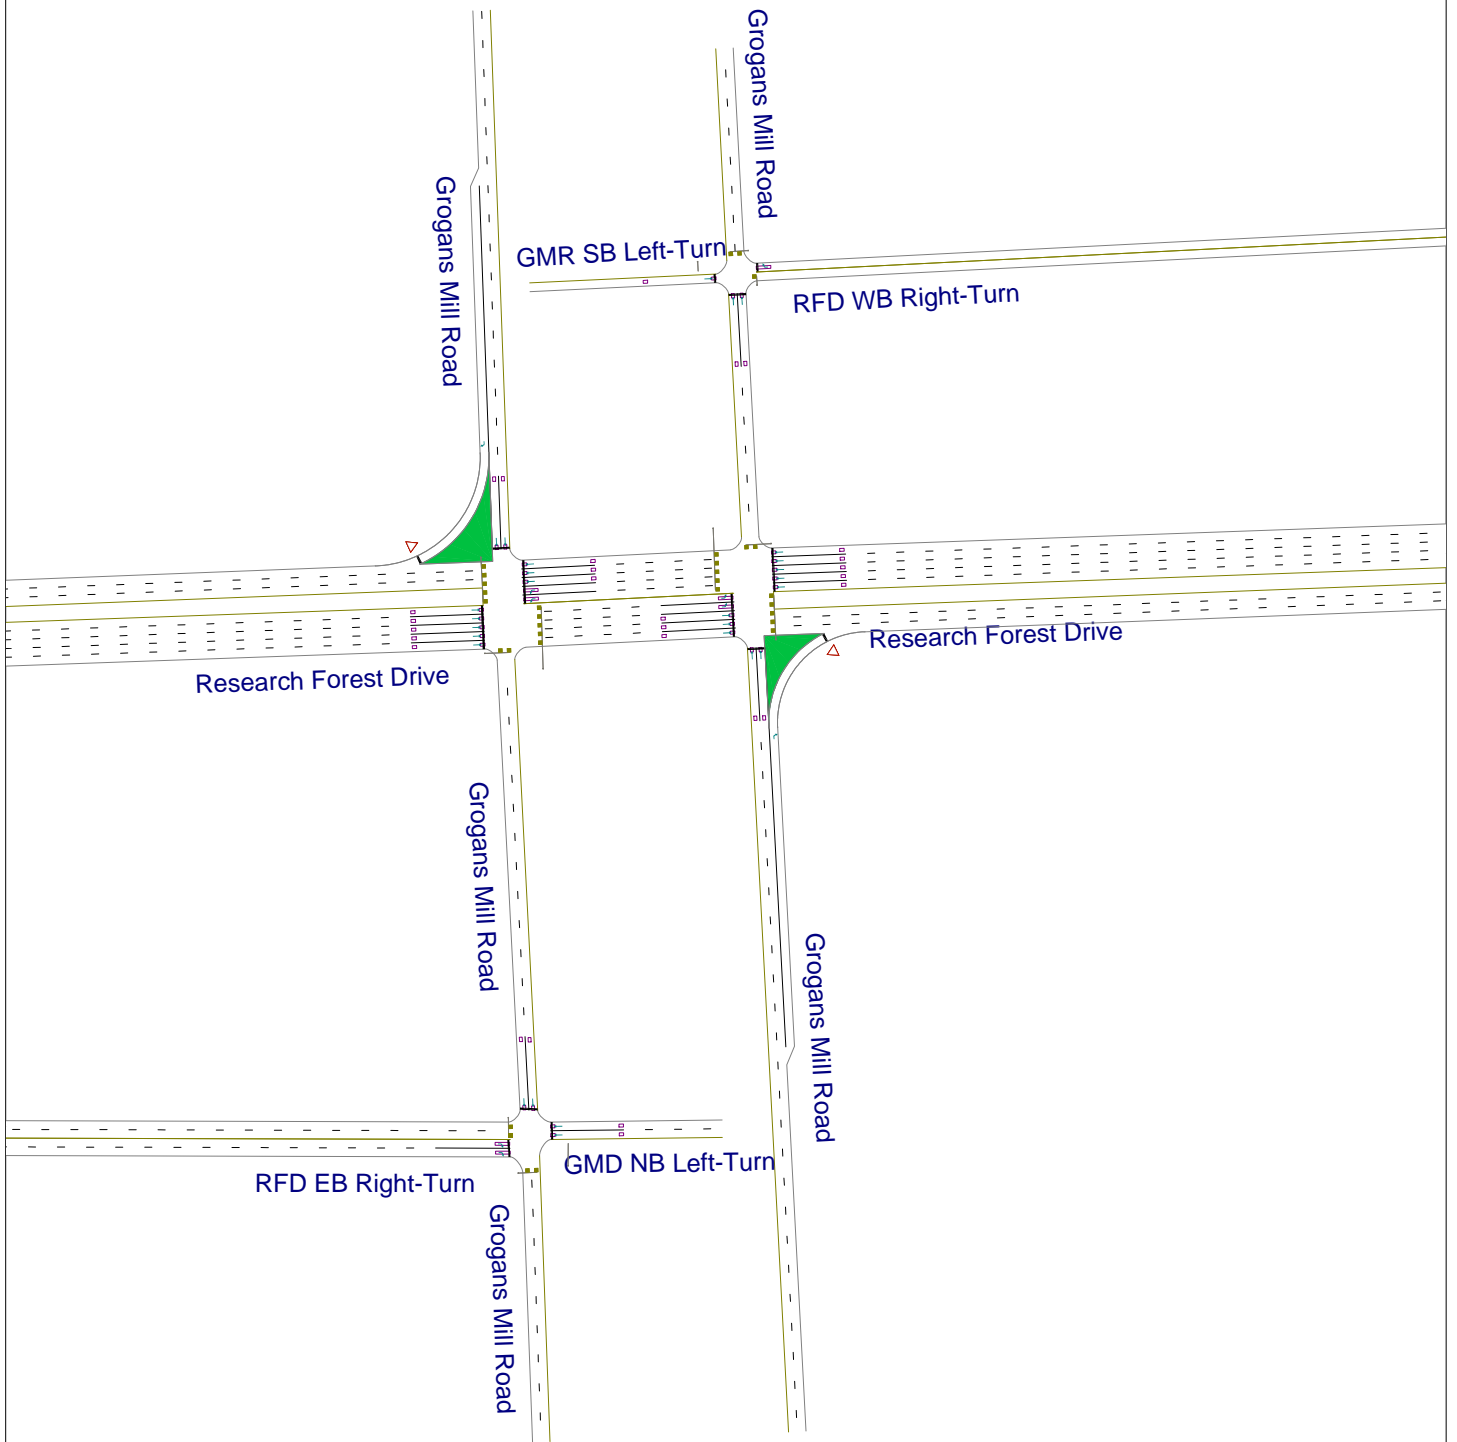 Grogans Mill Road
Grogans Mill Road
GMR SB Left-Turn
RFD WB Right-Turn
Research Forest Drive
Research Forest Drive
Grogans Mill Road
Grogans Mill Road
GMD NB Left-Turn
RFD EB Right-Turn
Grogans Mill Road